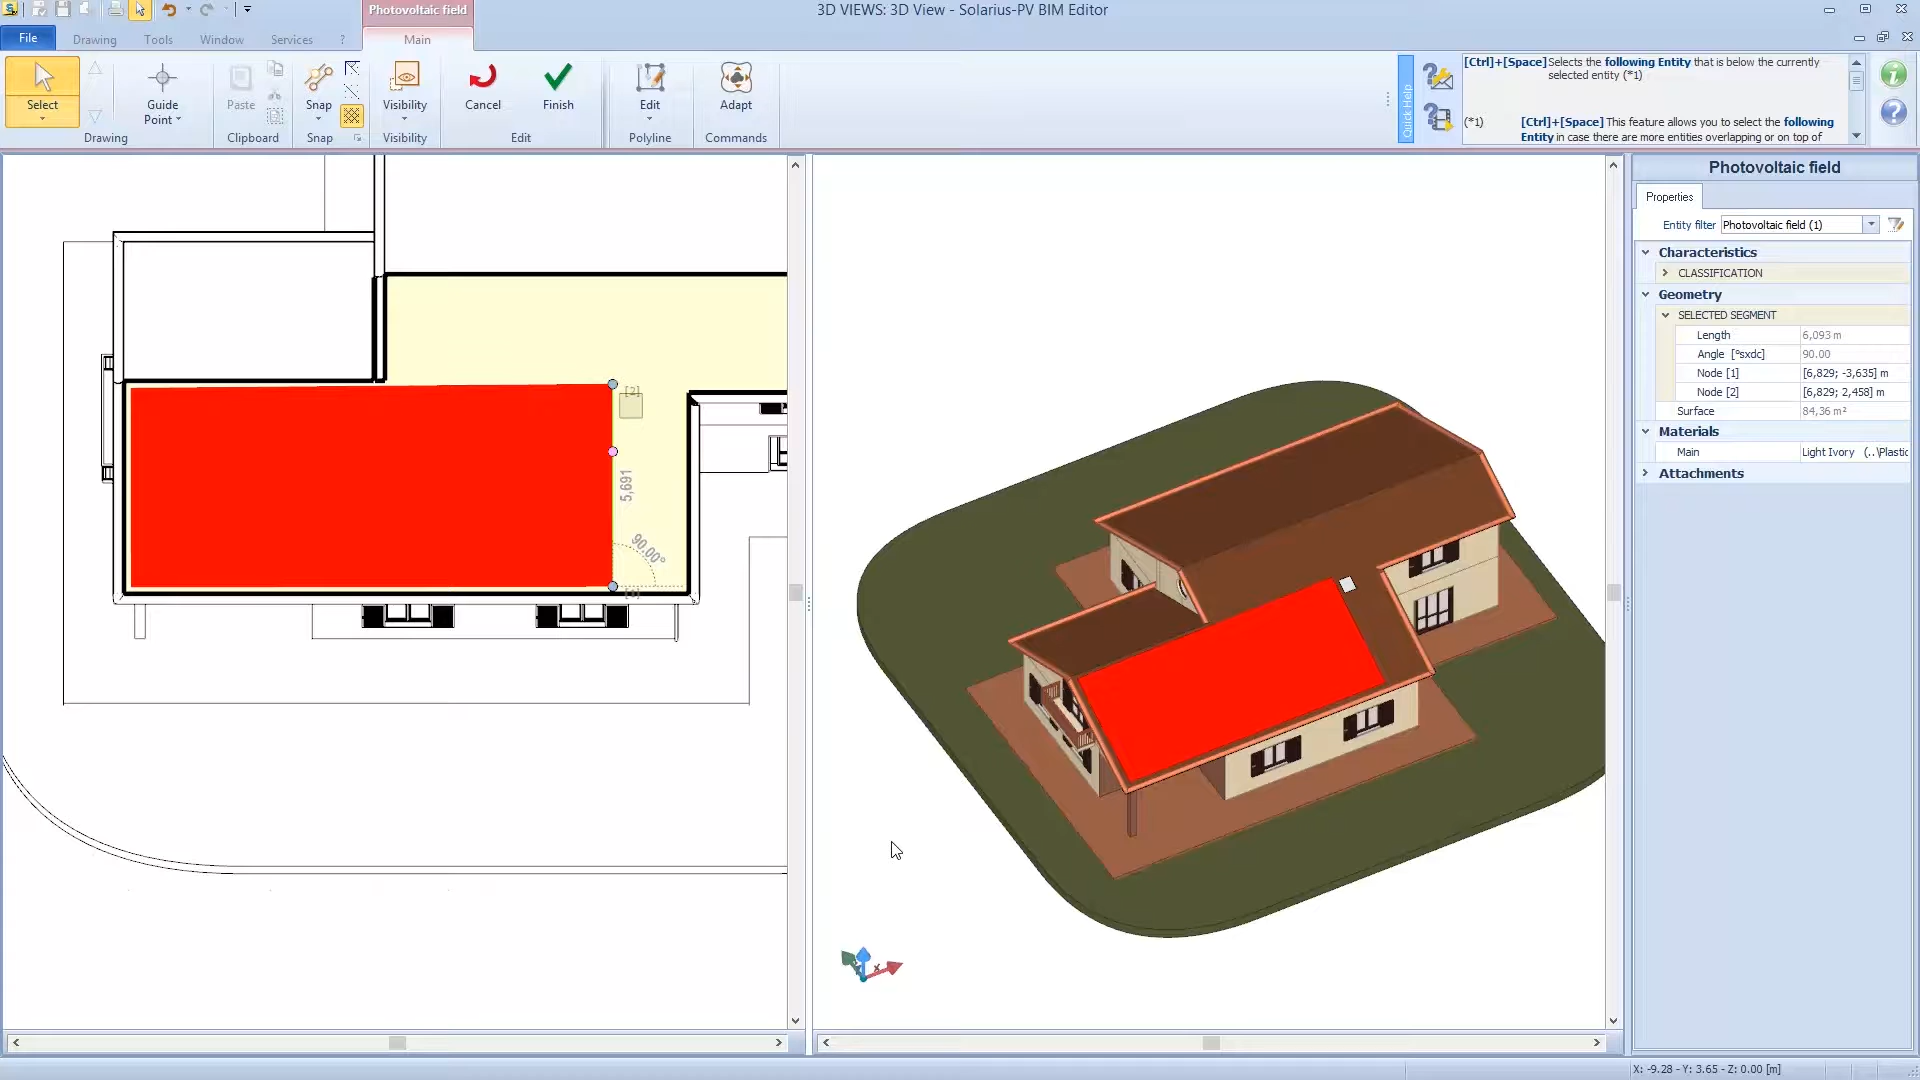 Photovoltaic field
3D VIEWS: 3D View - Solarius-PV BIM Editor
File
Drawing
Tools
Window
Services
?
Main
Select
Guide
Point
Drawing
Paste
Clipboard
Snap
Snap
Visibility
Visibility
Cancel
Finish
Edit
Edit
Polyline
Adapt
Commands
Quick Help
[Ctrl]+[Space] Selects the following Entity that is below the currently
selected entity (*1)
(*1) [Ctrl]+[Space] This feature allows you to select the following
Entity in case there are more entities overlapping or on top of
[2]
5,691
90.00°
[1]
Photovoltaic field
Properties
Entity filter Photovoltaic field (1)
Characteristics
CLASSIFICATION
Geometry
SELECTED SEGMENT
Length 6,093 m
Angle [°sxdc] 90.00
Node [1] [6,829; -3,635] m
Node [2] [6,829; 2,458] m
Surface 84,36 m²
Materials
Main Light Ivory (..\Plastic
Attachments
X: -9.28 - Y: 3.65 - Z: 0.00 [m]